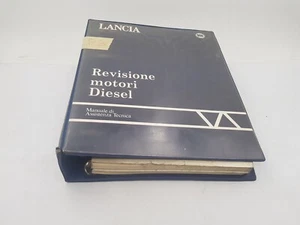 LANCIA
Revisione
motori
Diesel
Manuale di
Assistenza Tecnica